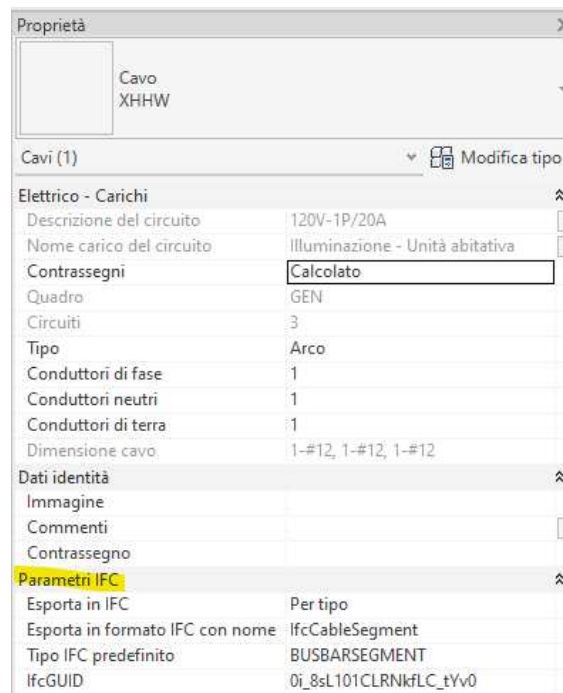 Proprietà
Cavo
XHHW
Cavi (1) Modifica tipo
Elettrico - Carichi
Descrizione del circuito 120V-1P/20A
Nome carico del circuito Illuminazione - Unità abitativa
Contrassegni Calcolato
Quadro GEN
Circuiti 3
Tipo Arco
Conduttori di fase 1
Conduttori neutri 1
Conduttori di terra 1
Dimensione cavo 1-#12, 1-#12, 1-#12
Dati identità
Immagine
Commenti
Contrassegno
Parametri IFC
Esporta in IFC Per tipo
Esporta in formato IFC con nome IfcCableSegment
Tipo IFC predefinito BUSBARSEGMENT
IfcGUID 0i_8sL101CLRNkfLC_tYv0